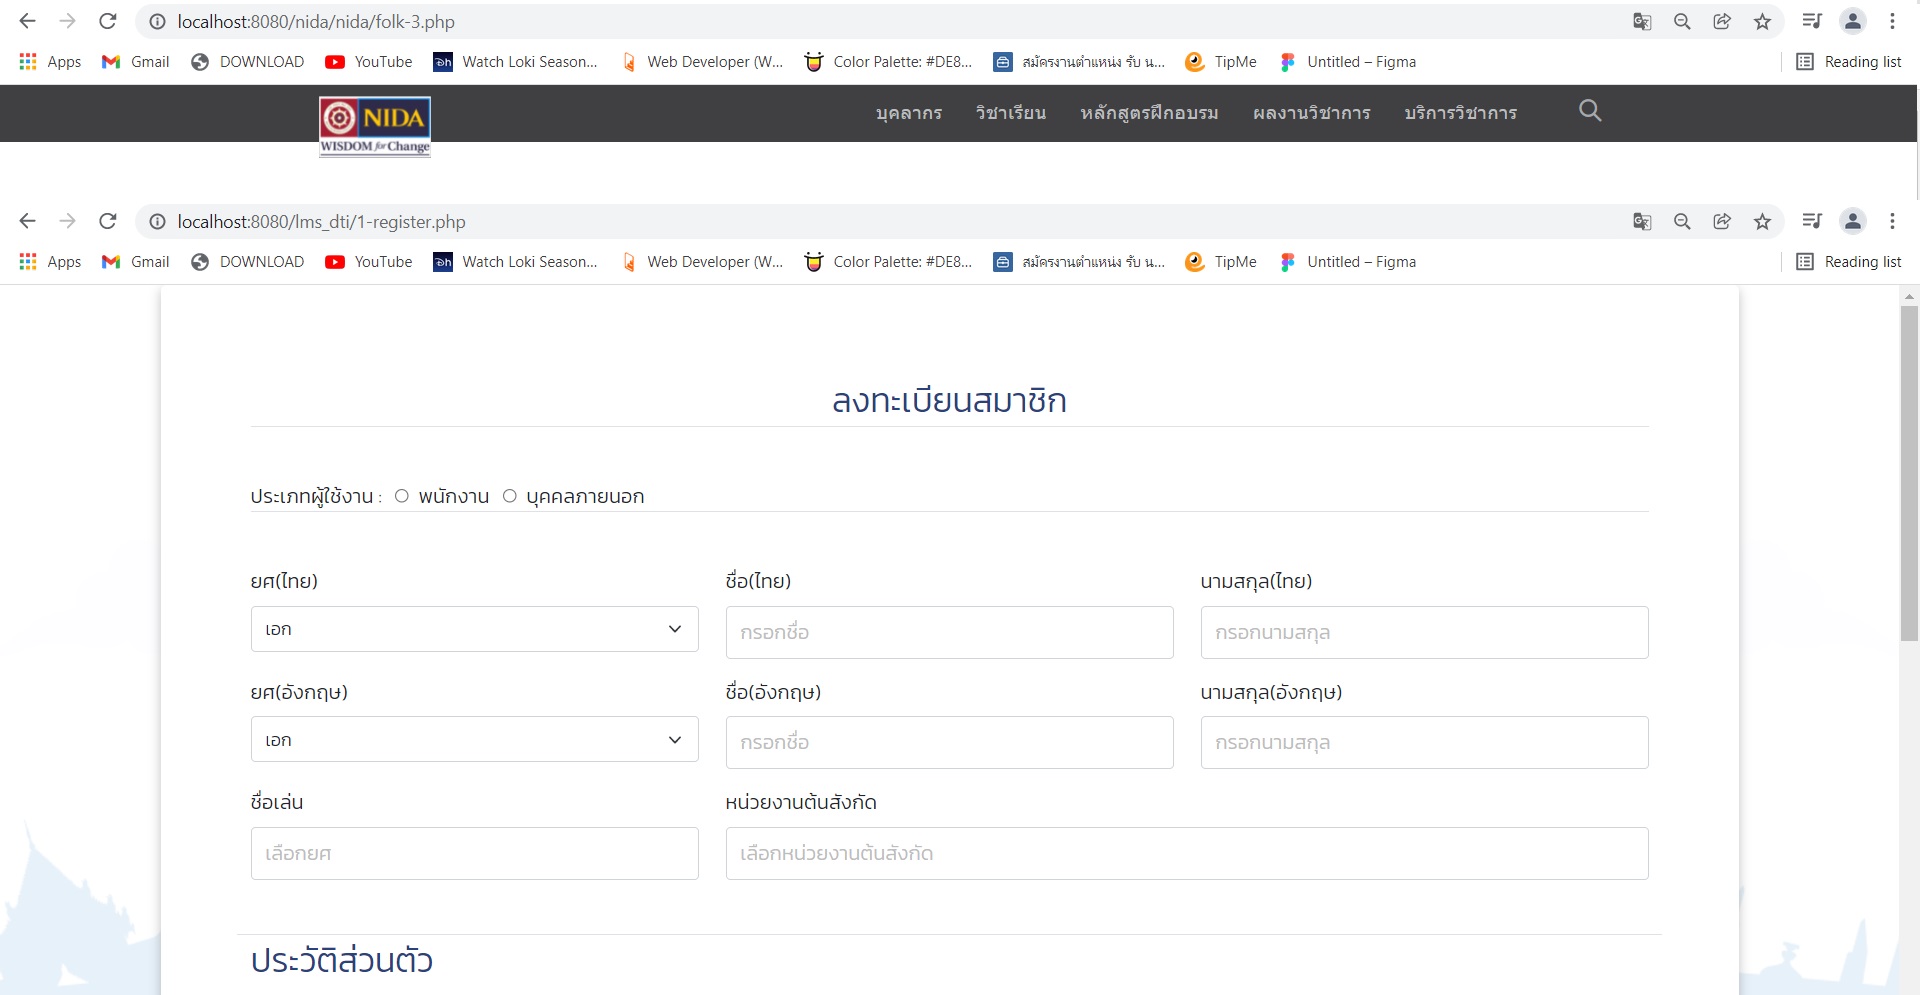 localhost:8080/nida/nida/folk-3.php
Apps Gmail DOWNLOAD YouTube Watch Loki Season... Web Developer (W... Color Palette: #DE8... สมัครงานตำแหน่ง รับ น... TipMe Untitled – Figma Reading list
NIDA บุคลากร วิชาเรียน หลักสูตรฝึกอบรม ผลงานวิชาการ บริการวิชาการ
WISDOM for Change
localhost:8080/lms_dti/1-register.php
Apps Gmail DOWNLOAD YouTube Watch Loki Season... Web Developer (W... Color Palette: #DE8... สมัครงานตำแหน่ง รับ น... TipMe Untitled – Figma Reading list
ลงทะเบียนสมาชิก
ประเภทผู้ใช้งาน : พนักงาน บุคคลภายนอก
ยศ(ไทย) ชื่อ(ไทย) นามสกุล(ไทย)
เอก กรอกชื่อ กรอกนามสกุล
ยศ(อังกฤษ) ชื่อ(อังกฤษ) นามสกุล(อังกฤษ)
เอก กรอกชื่อ กรอกนามสกุล
ชื่อเล่น หน่วยงานต้นสังกัด
เลือกยศ เลือกหน่วยงานต้นสังกัด
ประวัติส่วนตัว